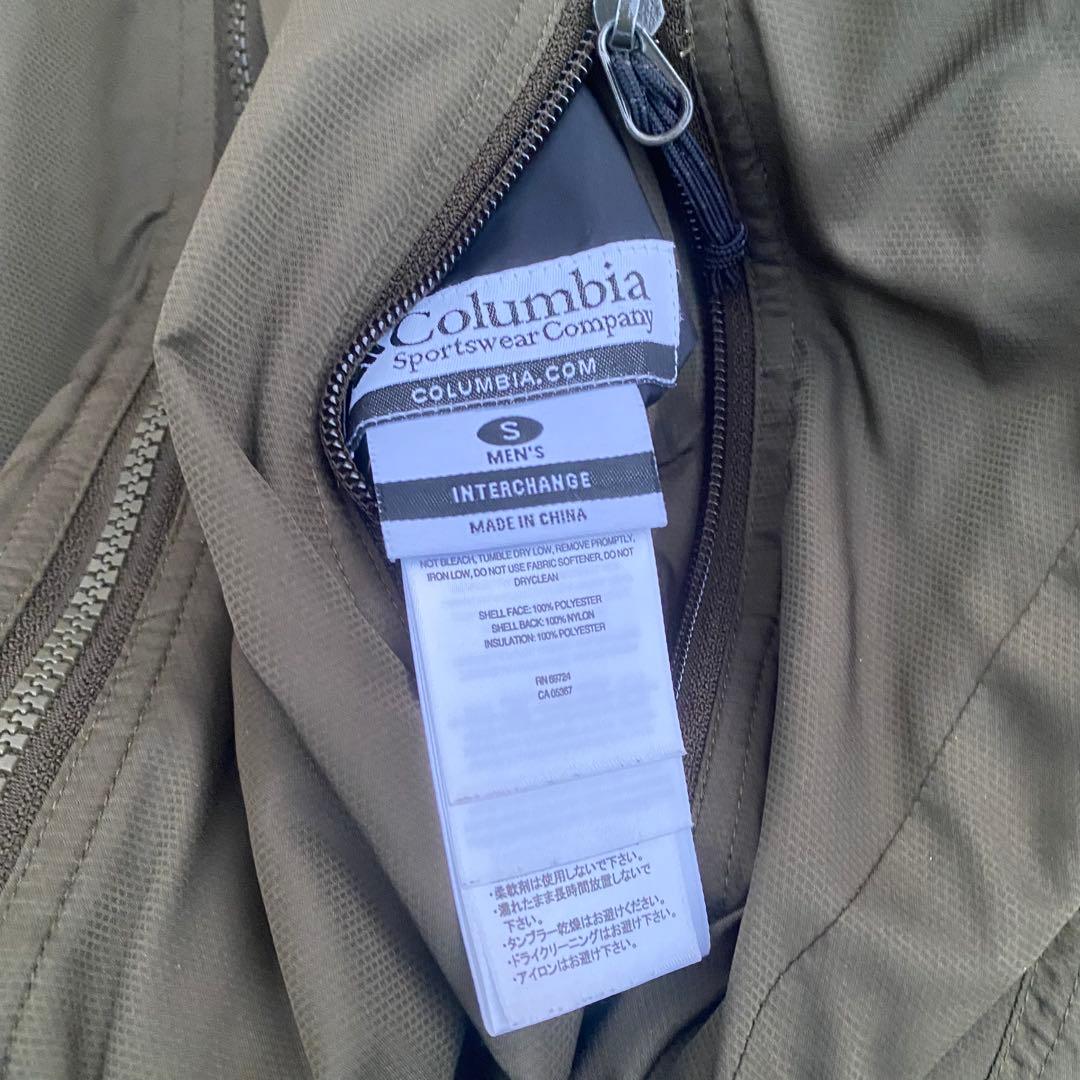 Columbia
Sportswear Company
COLUMBIA.COM
S
MEN'S
INTERCHANGE
MADE IN CHINA
NOT BLEACH, TUMBLE DRY LOW, REMOVE PROMPTLY,
IRON LOW, DO NOT USE FABRIC SOFTENER, DO NOT
DRYCLEAN
SHELL FACE: 100% POLYESTER
SHELL BACK: 100% NYLON
INSULATION: 100% POLYESTER
RN 69724
CA 05367
・柔軟剤は使用しないで下さい。
・濡れたまま長時間放置しないで
下さい。
・タンブラー乾燥はお避けください。
・ドライクリーニングはお避け下さい。
・アイロンはお避け下さい。